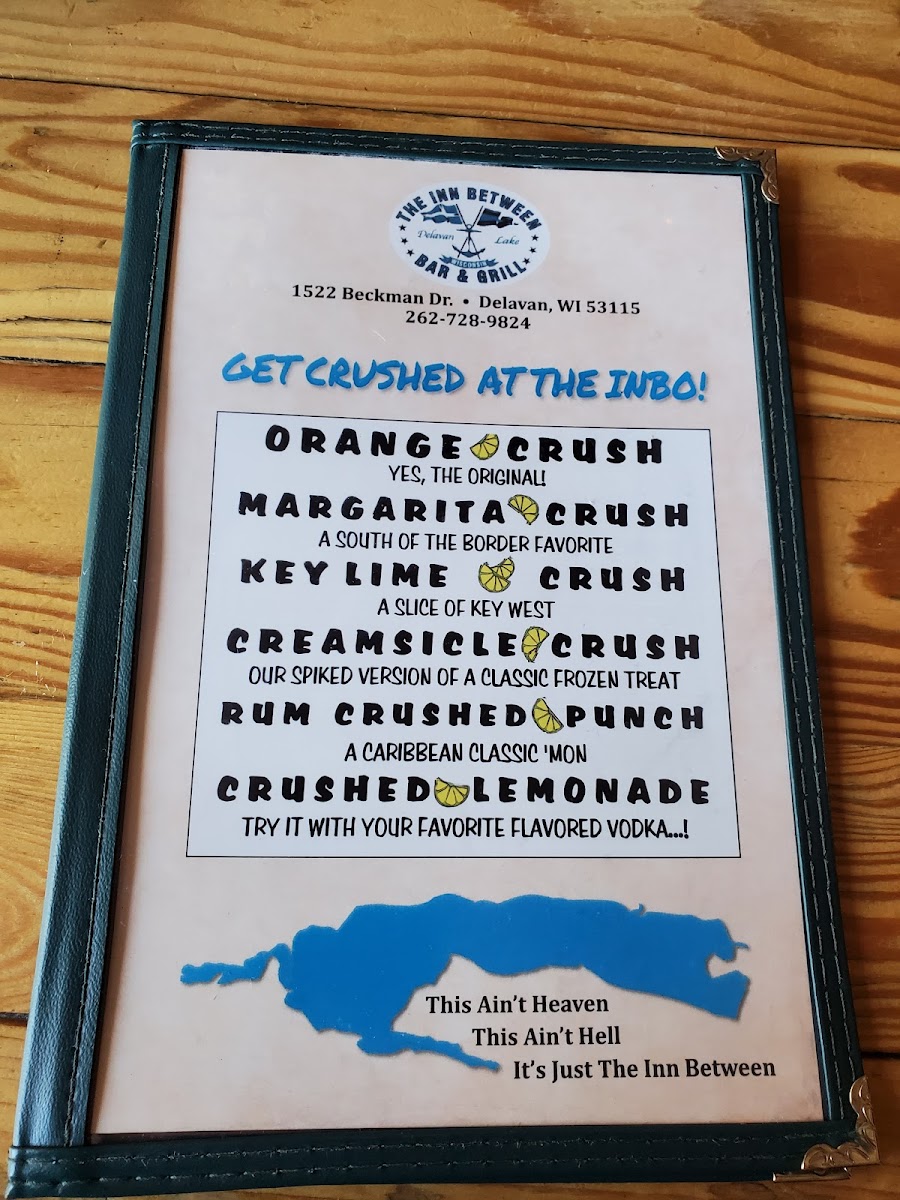 THE INN BETWEEN
Delavan Lake
WISCONSIN
BAR & GRILL
1522 Beckman Dr. • Delavan, WI 53115
262-728-9824
GET CRUSHED AT THE INBO!
ORANGE CRUSH
YES, THE ORIGINAL!
MARGARITA CRUSH
A SOUTH OF THE BORDER FAVORITE
KEY LIME CRUSH
A SLICE OF KEY WEST
CREAMSICLE CRUSH
OUR SPIKED VERSION OF A CLASSIC FROZEN TREAT
RUM CRUSHED PUNCH
A CARIBBEAN CLASSIC 'MON
CRUSHED LEMONADE
TRY IT WITH YOUR FAVORITE FLAVORED VODKA...!
This Ain't Heaven
This Ain't Hell
It's Just The Inn Between